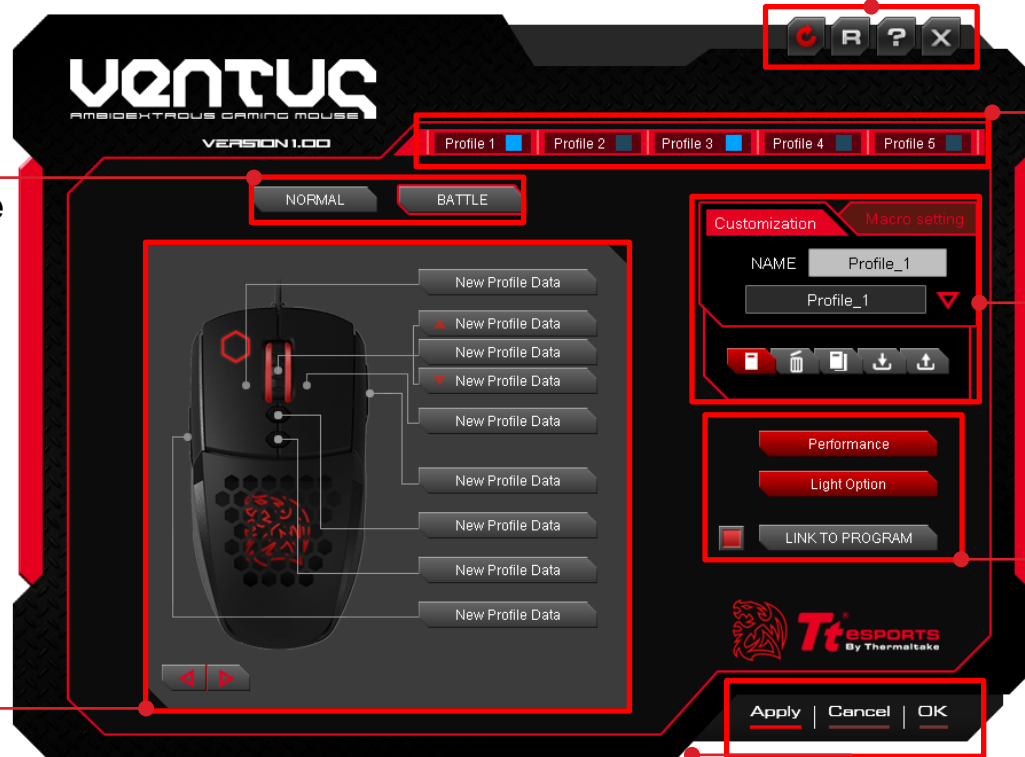 R ? X
VENTUS
AMBIDEXTROUS GAMING MOUSE
VERSION 1.00
Profile 1 Profile 2 Profile 3 Profile 4 Profile 5
e
NORMAL BATTLE
Customization Macro setting
NAME Profile_1
Profile_1
New Profile Data
New Profile Data
New Profile Data
New Profile Data
New Profile Data
New Profile Data
New Profile Data
New Profile Data
New Profile Data
Performance
Light Option
LINK TO PROGRAM
Tt esports
By Thermaltake
Apply | Cancel | OK